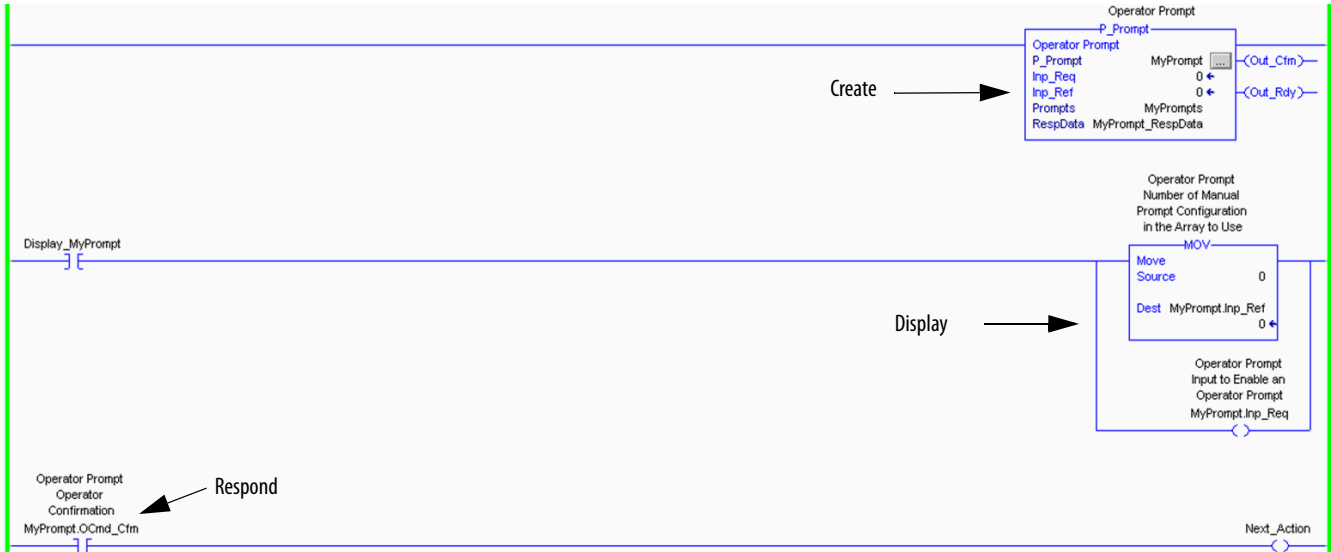 Operator Prompt
P_Prompt
Operator Prompt
P_Prompt MyPrompt ...
(Out_Cfm)
Inp_Req 0
Inp_Ref 0
(Out_Rdy)
Prompts MyPrompts
RespData MyPrompt_RespData
Create
Operator Prompt
Number of Manual
Prompt Configuration
in the Array to Use
Display_MyPrompt
MOV
Move
Source 0
Dest MyPrompt.Inp_Ref
0
Display
Operator Prompt
Input to Enable an
Operator Prompt
MyPrompt.Inp_Req
Operator Prompt
Operator
Confirmation
MyPrompt.OCmd_Cfm
Respond
Next_Action